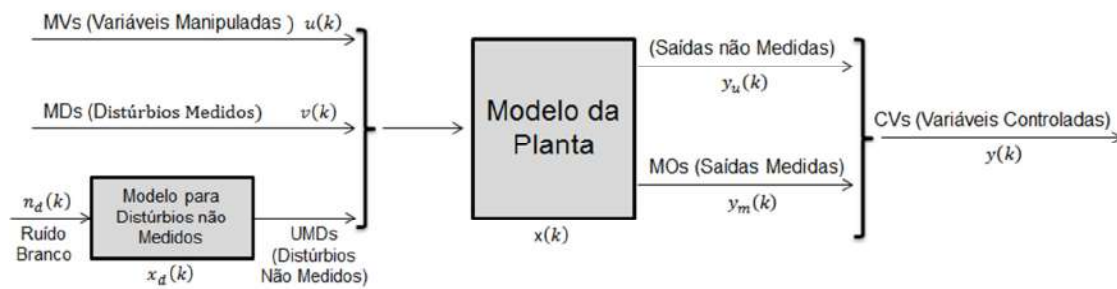 MVs (Variáveis Manipuladas ) u(k)
MDs (Distúrbios Medidos) v(k)
n_d(k)
Ruído
Branco
Modelo para
Distúrbios não
Medidos
x_d(k)
UMDs
(Distúrbios
Não Medidos)
Modelo da
Planta
x(k)
(Saídas não Medidas)
y_u(k)
MOs (Saídas Medidas)
y_m(k)
CVs (Variáveis Controladas)
y(k)